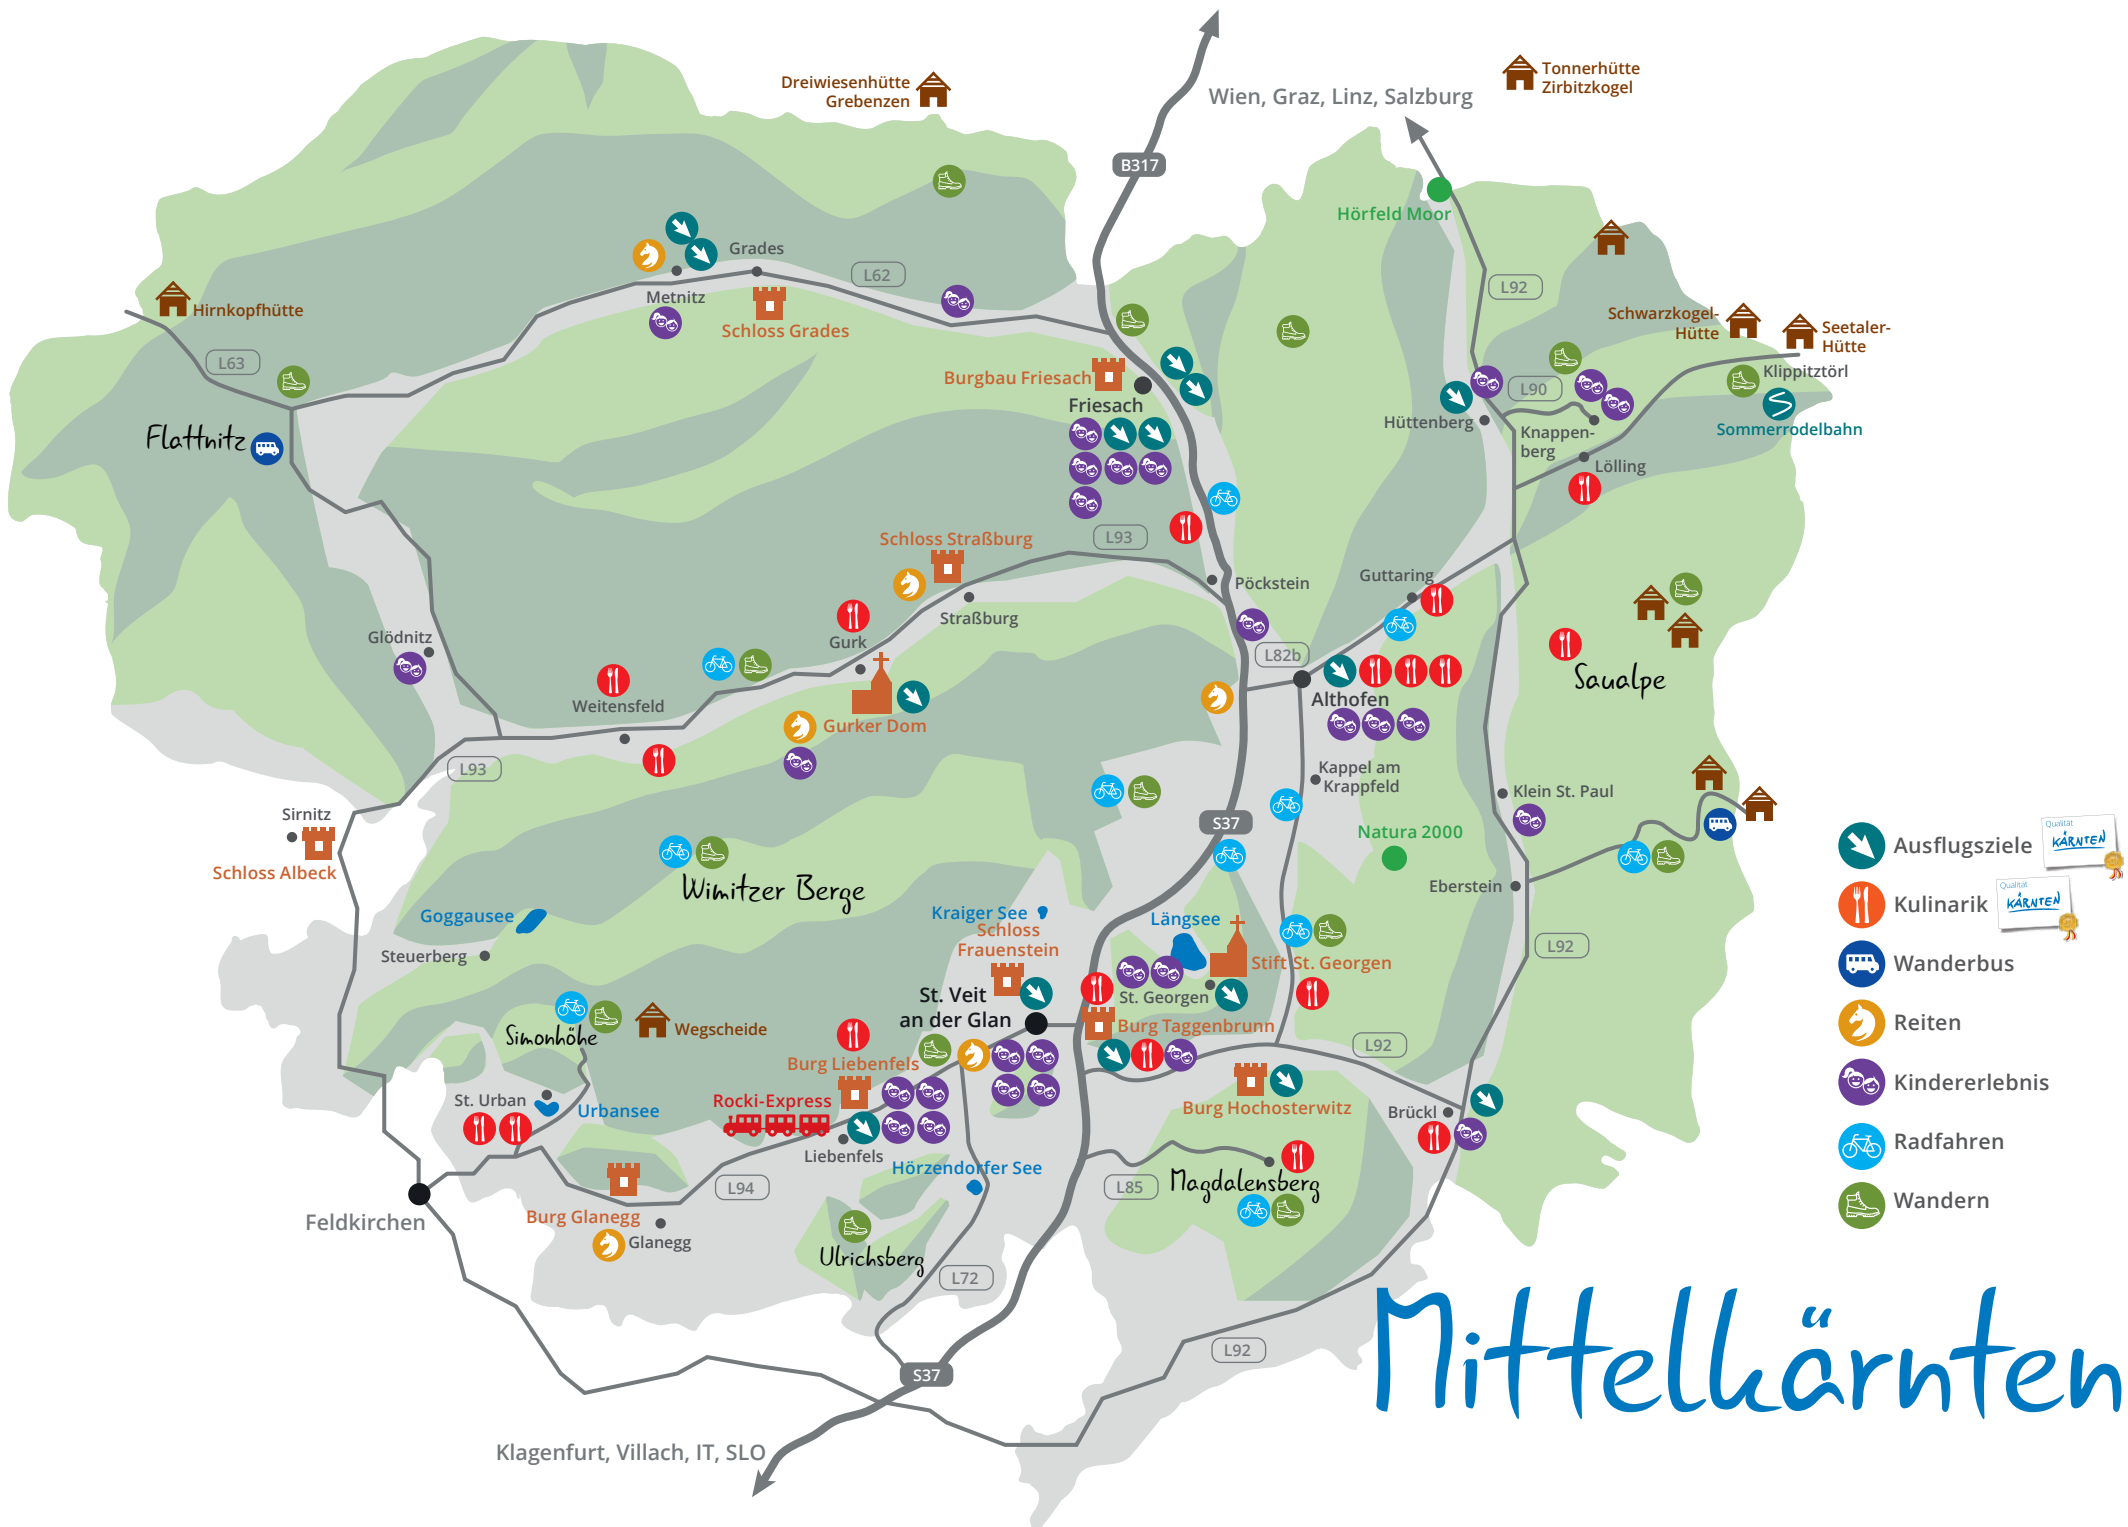 Dreiwiesenhütte
Grebenzen
Wien, Graz, Linz, Salzburg
Tonnerhütte
Zirbitzkogel
B317
Hörfeld Moor
Grades
L62
L92
Metnitz
Schloss Grades
Hirnkopfhütte
Schwarzkogel-
Hütte
Seetaler-
Hütte
L63
Burgbau Friesach
Friesach
L90
Klippitztörl
Hüttenberg
Knappen-
berg
Sommerrodelbahn
Flattnitz
Lölling
Schloss Straßburg
L93
Pöckstein
Guttaring
Straßburg
Glödnitz
Gurk
L82b
Weitensfeld
Saualpe
Althofen
Gurker Dom
L93
Kappel am
Krappfeld
Klein St. Paul
Sirnitz
S37
Natura 2000
Schloss Albeck
Wimitzer Berge
Eberstein
Goggausee
Kraiger See
Schloss
Frauenstein
Längsee
L92
Steuerberg
Stift St. Georgen
St. Veit
an der Glan
St. Georgen
Simonhöhe
Wegscheide
Burg Taggenbrunn
L92
Burg Liebenfels
St. Urban
Urbansee
Rocki-Express
Burg Hochosterwitz
Brückl
Liebenfels
Hörzendorfer See
L94
L85
Magdalensberg
Feldkirchen
Burg Glanegg
Glanegg
Ulrichsberg
L72
L92
S37
Klagenfurt, Villach, IT, SLO
Ausflugsziele
Qualität
KÄRNTEN
Kulinarik
Qualität
KÄRNTEN
Wanderbus
Reiten
Kindererlebnis
Radfahren
Wandern
Mittelkärnten